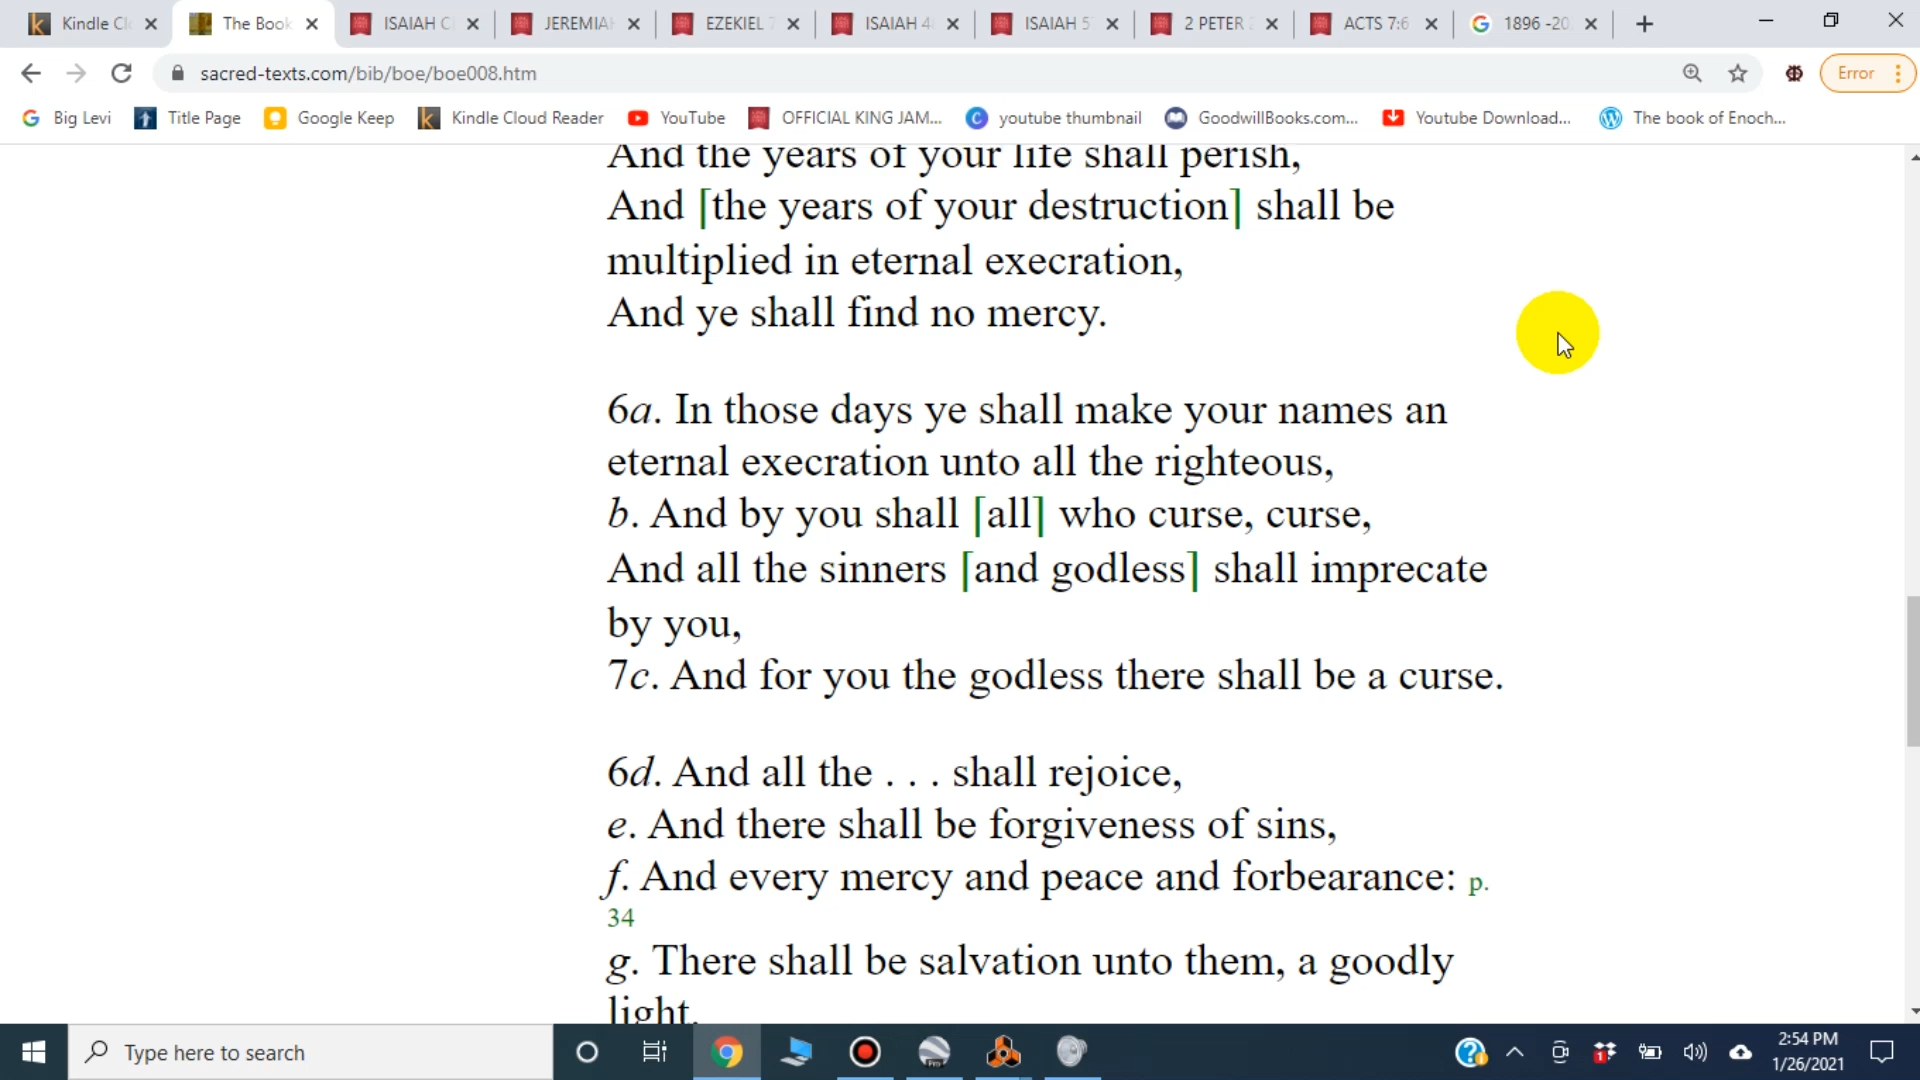 Kindle Cl
The Book
ISAIAH C
JEREMIAH
EZEKIEL 7
ISAIAH 4
ISAIAH 5
2 PETER 2
ACTS 7:6
1896 -20
sacred-texts.com/bib/boe/boe008.htm
Error
Big Levi
Title Page
Google Keep
Kindle Cloud Reader
YouTube
OFFICIAL KING JAM...
youtube thumbnail
GoodwillBooks.com...
Youtube Download...
The book of Enoch...
And the years of your life shall perish,
And ⌈the years of your destruction⌉ shall be
multiplied in eternal execration,
And ye shall find no mercy.
6a. In those days ye shall make your names an
eternal execration unto all the righteous,
b. And by you shall ⌈all⌉ who curse, curse,
And all the sinners ⌈and godless⌉ shall imprecate
by you,
7c. And for you the godless there shall be a curse.
6d. And all the . . . shall rejoice,
e. And there shall be forgiveness of sins,
f. And every mercy and peace and forbearance: p.
34
g. There shall be salvation unto them, a goodly
light.
Type here to search
2:54 PM
1/26/2021